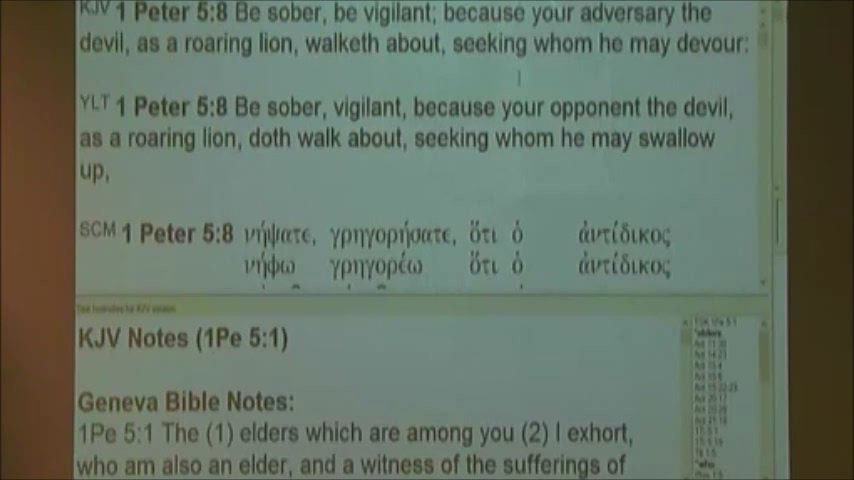 KJV 1 Peter 5:8 Be sober, be vigilant; because your adversary the
devil, as a roaring lion, walketh about, seeking whom he may devour:
YLT 1 Peter 5:8 Be sober, vigilant, because your opponent the devil,
as a roaring lion, doth walk about, seeking whom he may swallow
up,
SCM 1 Peter 5:8 νήψατε, γρηγορήσατε, ὅτι ὁ ἀντίδικος
νήφω γρηγορέω ὅτι ὁ ἀντίδικος
KJV Notes (1Pe 5:1)
Geneva Bible Notes:
1Pe 5:1 The (1) elders which are among you (2) I exhort,
who am also an elder, and a witness of the sufferings of